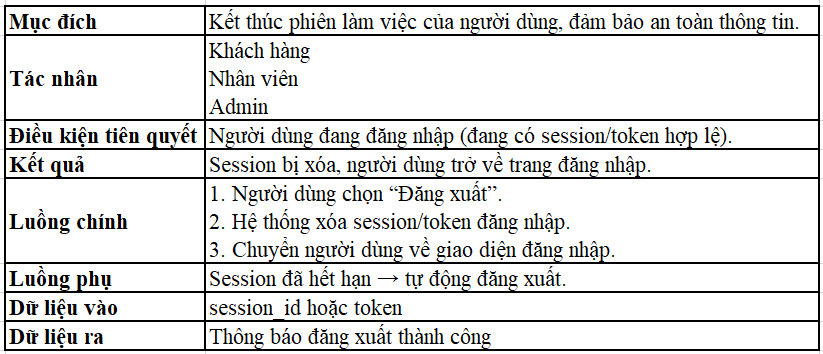 Mục đích Kết thúc phiên làm việc của người dùng, đảm bảo an toàn thông tin.
Tác nhân
Khách hàng
Nhân viên
Admin
Điều kiện tiên quyết Người dùng đang đăng nhập (đang có session/token hợp lệ).
Kết quả Session bị xóa, người dùng trở về trang đăng nhập.
Luồng chính
1. Người dùng chọn “Đăng xuất”.
2. Hệ thống xóa session/token đăng nhập.
3. Chuyển người dùng về giao diện đăng nhập.
Luồng phụ Session đã hết hạn → tự động đăng xuất.
Dữ liệu vào session_id hoặc token
Dữ liệu ra Thông báo đăng xuất thành công